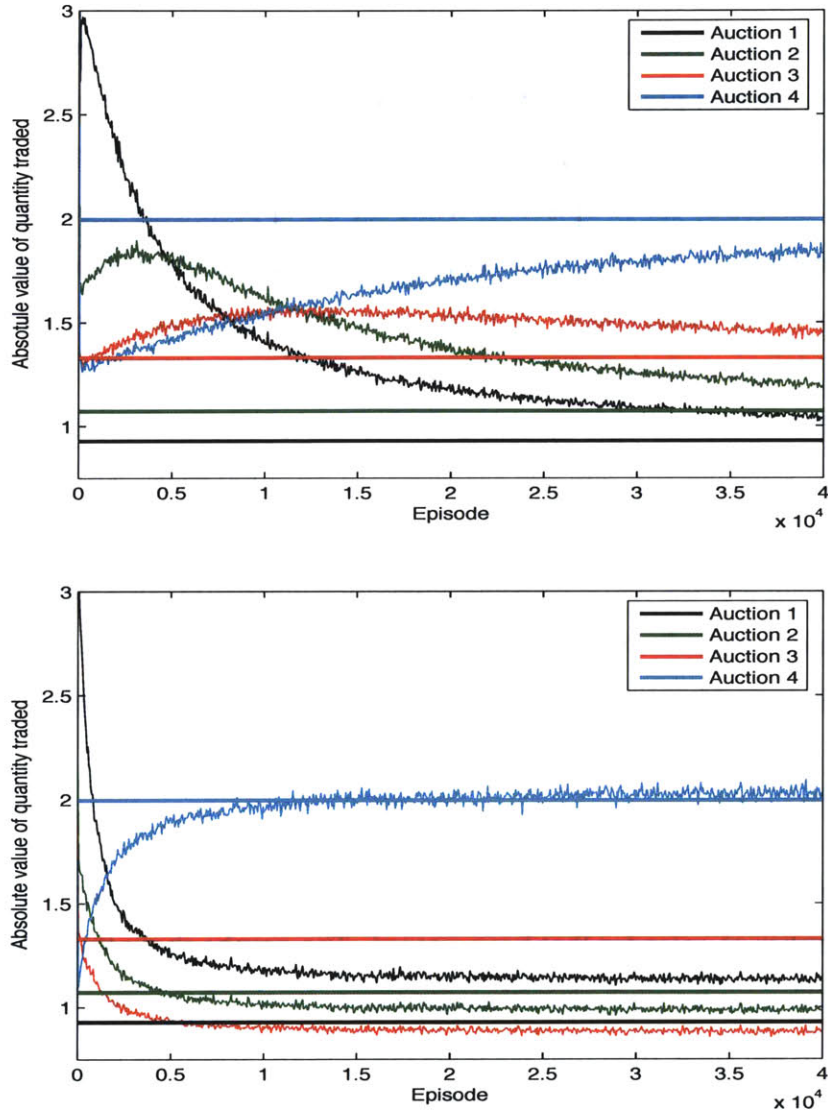 3
2.5
2
1.5
1
Absolute value of quantity traded
Auction 1
Auction 2
Auction 3
Auction 4
0 0.5 1 1.5 2 2.5 3 3.5 4
Episode
x 10^4
3
2.5
2
1.5
1
Absolute value of quantity traded
Auction 1
Auction 2
Auction 3
Auction 4
0 0.5 1 1.5 2 2.5 3 3.5 4
Episode
x 10^4